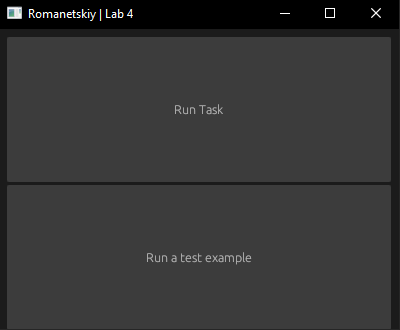 Romanetskiy | Lab 4
Run Task
Run a test example